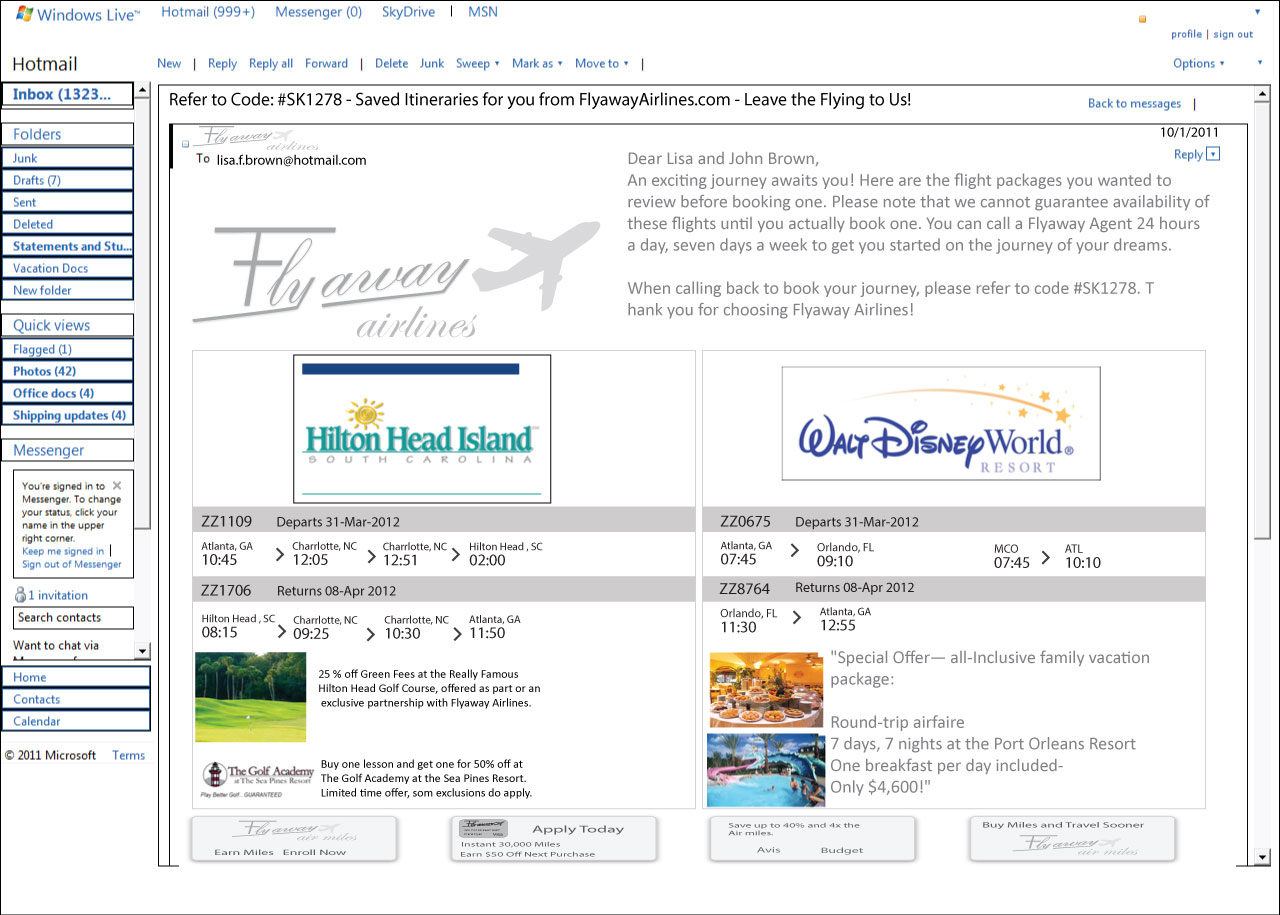 Windows Live™ Hotmail (999+) Messenger (0) SkyDrive | MSN
profile | sign out
Hotmail New | Reply Reply all Forward | Delete Junk Sweep Mark as Move to | Options
Inbox (1323...
Folders
Junk
Drafts (7)
Sent
Deleted
Statements and Stu...
Vacation Docs
New folder
Quick views
Flagged (1)
Photos (42)
Office docs (4)
Shipping updates (4)
Messenger
You're signed in to
Messenger. To change
your status, click your
name in the upper
right corner.
Keep me signed in |
Sign out of Messenger
1 invitation
Search contacts
Want to chat via
Home
Contacts
Calendar
© 2011 Microsoft Terms
Refer to Code: #SK1278 - Saved Itineraries for you from FlyawayAirlines.com - Leave the Flying to Us!
Back to messages |
Flyaway
airlines
10/1/2011
To lisa.f.brown@hotmail.com
Reply
Dear Lisa and John Brown,
An exciting journey awaits you! Here are the flight packages you wanted to
review before booking one. Please note that we cannot guarantee availability of
these flights until you actually book one. You can call a Flyaway Agent 24 hours
a day, seven days a week to get you started on the journey of your dreams.
When calling back to book your journey, please refer to code #SK1278. T
hank you for choosing Flyaway Airlines!
Flyaway
airlines
Hilton Head Island
SOUTH CAROLINA
ZZ1109 Departs 31-Mar-2012
Atlanta, GA Charrlotte, NC Charrlotte, NC Hilton Head , SC
10:45 12:05 12:51 02:00
ZZ1706 Returns 08-Apr 2012
Hilton Head , SC Charrlotte, NC Charrlotte, NC Atlanta, GA
08:15 09:25 10:30 11:50
25 % off Green Fees at the Really Famous
Hilton Head Golf Course, offered as part or an
exclusive partnership with Flyaway Airlines.
The Golf Academy
at The Sea Pines Resort
Play Better Golf...GUARANTEED
Buy one lesson and get one for 50% off at
The Golf Academy at the Sea Pines Resort.
Limited time offer, som exclusions do apply.
WALT DISNEY World®
RESORT
ZZ0675 Departs 31-Mar-2012
Atlanta, GA Orlando, FL MCO ATL
07:45 09:10 07:45 10:10
ZZ8764 Returns 08-Apr 2012
Orlando, FL Atlanta, GA
11:30 12:55
"Special Offer— all-Inclusive family vacation
package:
Round-trip airfaire
7 days, 7 nights at the Port Orleans Resort
One breakfast per day included-
Only $4,600!"
Flyaway
air miles
Earn Miles Enroll Now
Flyaway
Apply Today
Instant 30,000 Miles
Earn $50 Off Next Purchase
Save up to 40% and 4x the
Air miles.
Avis Budget
Buy Miles and Travel Sooner
Flyaway
air miles